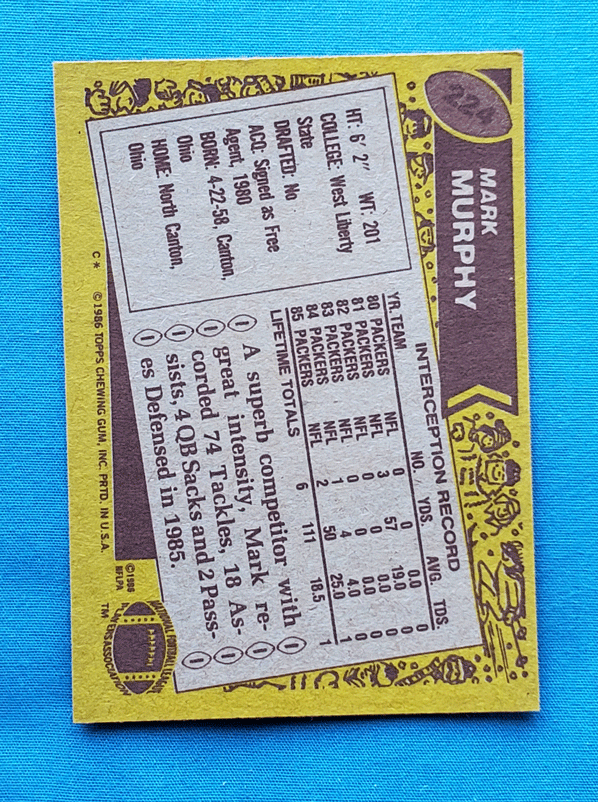 224
MARK
MURPHY
HT: 6' 2" WT: 201
COLLEGE: West Liberty
State
DRAFTED: No
ACQ: Signed as Free
Agent, 1980
BORN: 4-22-58, Canton,
Ohio
HOME: North Canton,
Ohio
INTERCEPTION RECORD
YR. TEAM NO. YDS. AVG. TDS.
80 PACKERS NFL 0 0 0.0 0
81 PACKERS NFL 3 57 19.0 0
82 PACKERS NFL 0 0 0.0 0
83 PACKERS NFL 0 0 0.0 0
84 PACKERS NFL 1 4 4.0 0
85 PACKERS NFL 2 50 25.0 1
LIFETIME TOTALS 6 111 18.5 1
A superb competitor with
great intensity, Mark re-
corded 74 Tackles, 18 As-
sists, 4 QB Sacks and 2 Pass-
es Defensed in 1985.
C* ©1986 TOPPS CHEWING GUM, INC. PRTD. IN U.S.A.
©1986
NFLPA
TM
NATIONAL FOOTBALL LEAGUE
PLAYERS ASSOCIATION